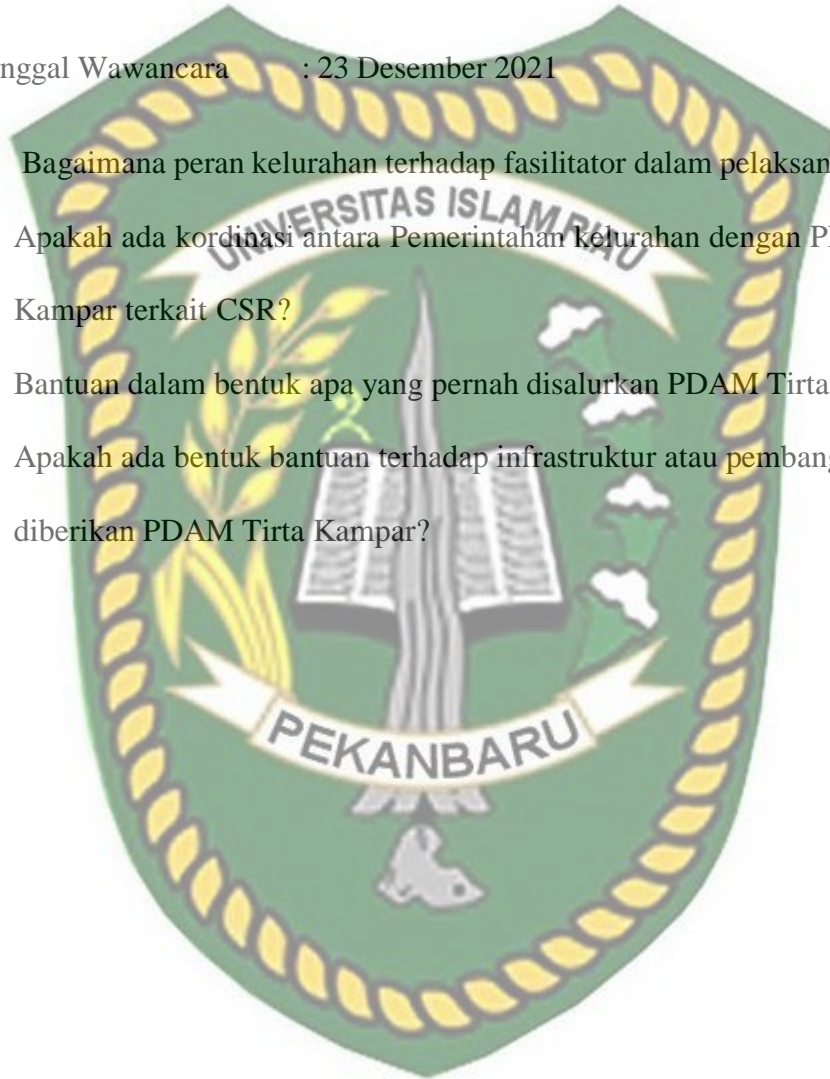 nggal Wawancara : 23 Desember 2021
Bagaimana peran kelurahan terhadap fasilitator dalam pelaksan
UNIVERSITAS ISLAM RIAU
Apakah ada kordinasi antara Pemerintahan kelurahan dengan P
Kampar terkait CSR?
Bantuan dalam bentuk apa yang pernah disalurkan PDAM Tirta
Apakah ada bentuk bantuan terhadap infrastruktur atau pembang
diberikan PDAM Tirta Kampar?
PEKANBARU